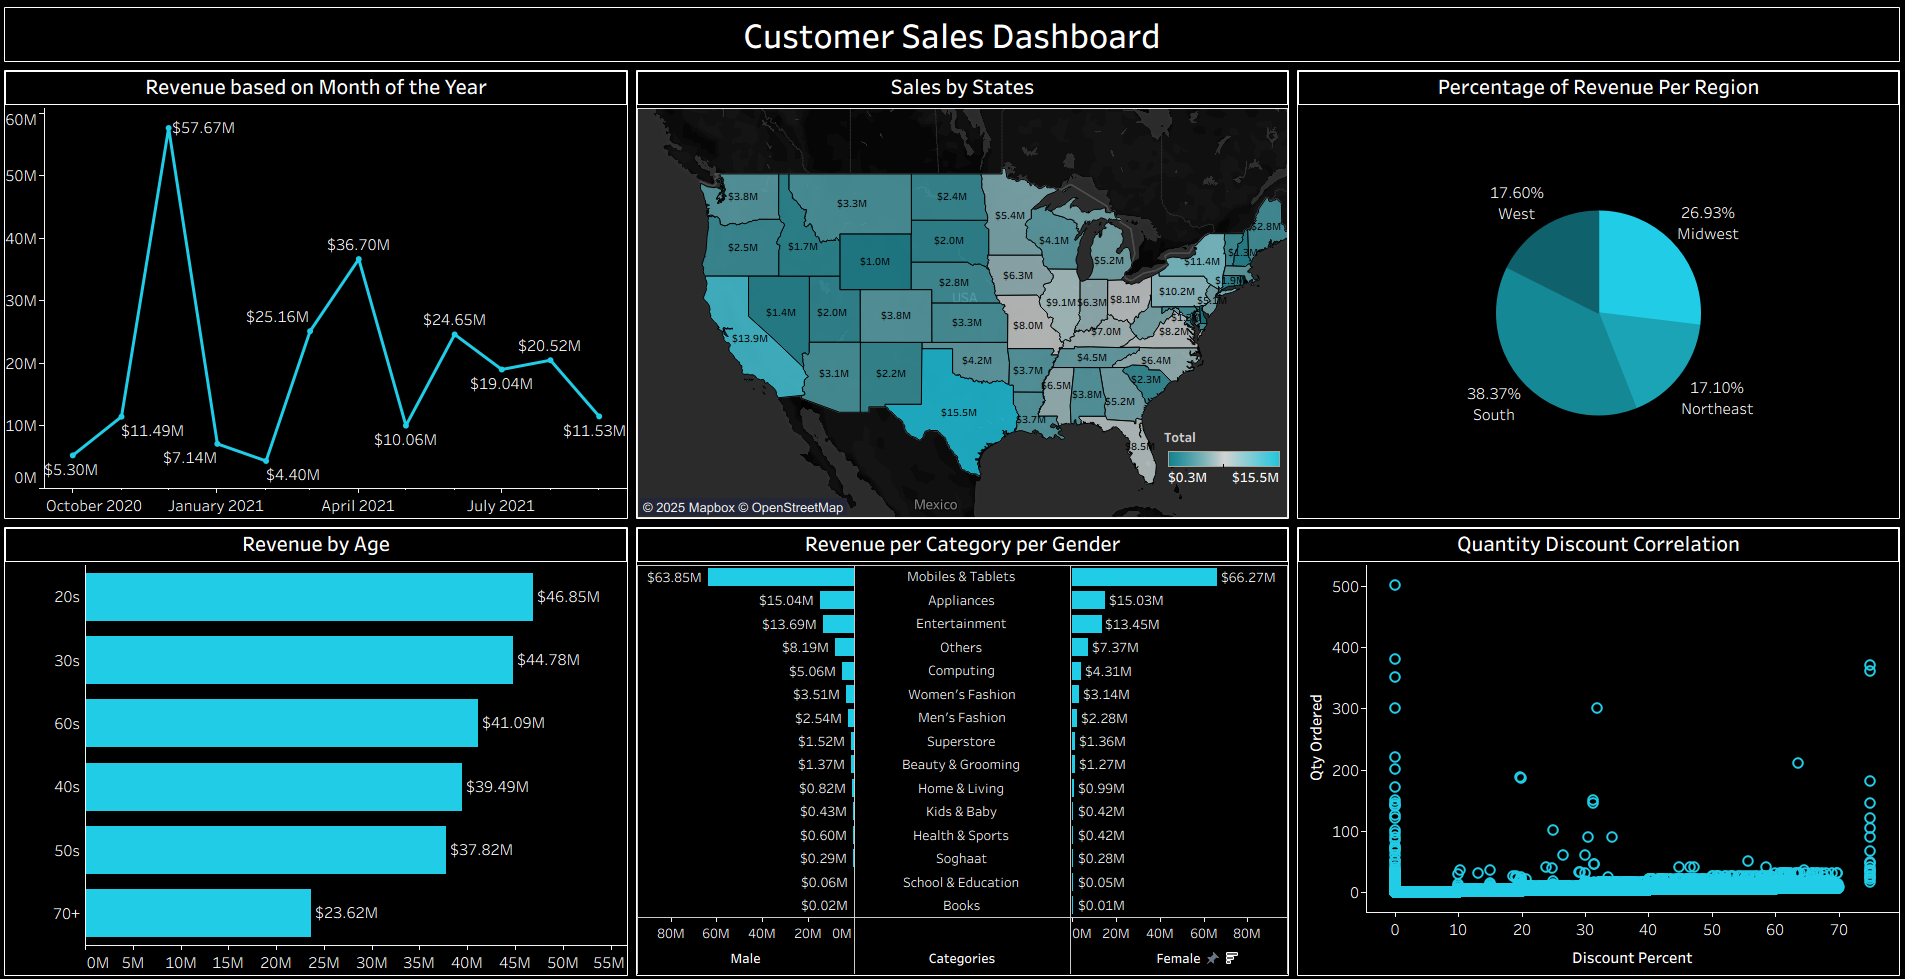 Customer Sales Dashboard
Revenue based on Month of the Year
60M
50M
40M
30M
20M
10M
0M
$5.30M
$11.49M
$57.67M
$7.14M
$4.40M
$25.16M
$36.70M
$10.06M
$24.65M
$19.04M
$20.52M
$11.53M
October 2020
January 2021
April 2021
July 2021
Sales by States
$3.8M
$3.3M
$2.4M
$5.4M
$2.8M
$2.5M
$1.7M
$2.0M
$4.1M
$5.2M
$11.4M
$1.0M
$2.8M
$6.3M
$10.2M
USA
$9.1M
$6.3M
$8.1M
$5.1M
$1.4M
$2.0M
$3.8M
$3.3M
$8.0M
$7.0M
$8.2M
$13.9M
$4.2M
$4.5M
$6.4M
$3.1M
$2.2M
$3.7M
$2.3M
$15.5M
$6.5M
$3.8M
$5.2M
$3.7M
$8.5M
Total
$0.3M
$15.5M
Mexico
© 2025 Mapbox © OpenStreetMap
Percentage of Revenue Per Region
17.60%
West
26.93%
Midwest
38.37%
South
17.10%
Northeast
Revenue by Age
20s $46.85M
30s $44.78M
60s $41.09M
40s $39.49M
50s $37.82M
70+ $23.62M
0M 5M 10M 15M 20M 25M 30M 35M 40M 45M 50M 55M
Revenue per Category per Gender
$63.85M Mobiles & Tablets $66.27M
$15.04M Appliances $15.03M
$13.69M Entertainment $13.45M
$8.19M Others $7.37M
$5.06M Computing $4.31M
$3.51M Women's Fashion $3.14M
$2.54M Men's Fashion $2.28M
$1.52M Superstore $1.36M
$1.37M Beauty & Grooming $1.27M
$0.82M Home & Living $0.99M
$0.43M Kids & Baby $0.42M
$0.60M Health & Sports $0.42M
$0.29M Soghaat $0.28M
$0.06M School & Education $0.05M
$0.02M Books $0.01M
80M 60M 40M 20M 0M 0M 20M 40M 60M 80M
Male Categories Female
Quantity Discount Correlation
Qty Ordered
500
400
300
200
100
0
0 10 20 30 40 50 60 70
Discount Percent